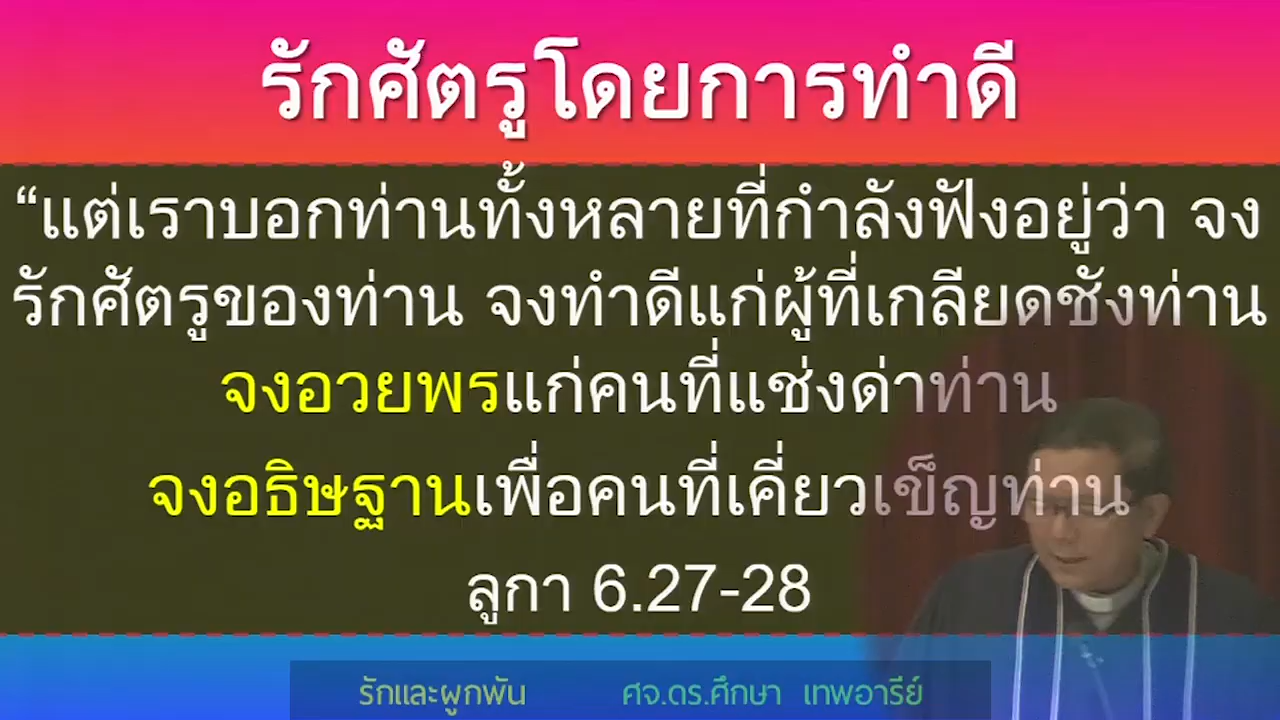 รักศัตรูโดยการทำดี
“แต่เราบอกท่านทั้งหลายที่กำลังฟังอยู่ว่า จง
รักศัตรูของท่าน จงทำดีแก่ผู้ที่เกลียดชังท่าน
จงอวยพรแก่คนที่แช่งด่าท่าน
จงอธิษฐานเพื่อคนที่เคี่ยวเข็ญท่าน
ลูกา 6.27-28
รักและผูกพัน ศจ.ดร.ศึกษา เทพอารีย์